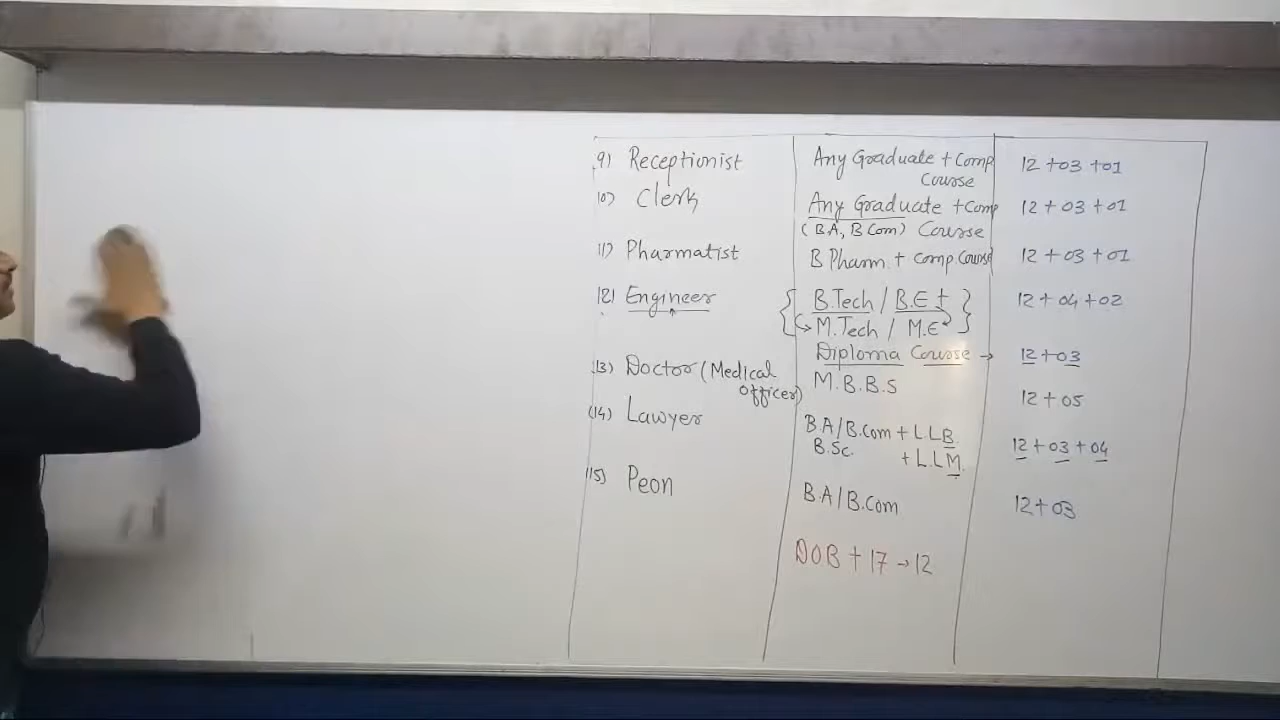 9) Receptionist Any Graduate + Comp 12 +03 +01
Course
10) Clerk Any Graduate + Comp 12 + 03 + 01
(BA, B Com) Course
11) Pharmatist B Pharm. + Comp Course 12 + 03 + 01
12) Engineer B.Tech / B.E + 12 + 04 + 02
M.Tech / M.E
Diploma Course → 12 + 03
13) Doctor (Medical M.B.B.S 12 + 05
Officer)
(14) Lawyer B.A/B.Com + L.L.B. 12 + 03 + 04
B.Sc. + L.L.M.
15) Peon B.A/B.Com 12 + 03
DOB + 17 → 12